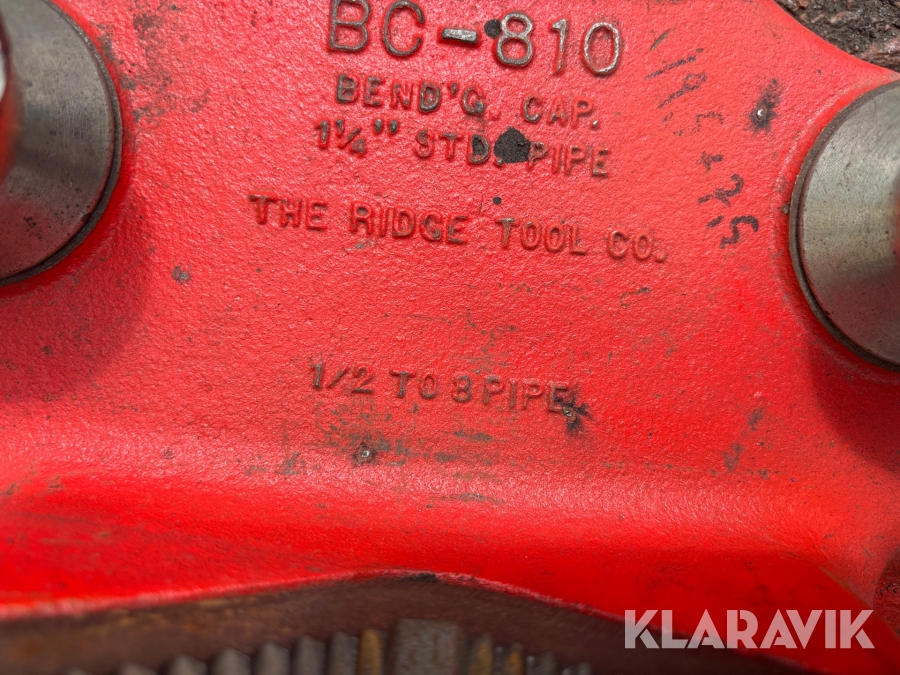 BC-810
BEND'G. CAP.
1¼" STD. PIPE
THE RIDGE TOOL CO.
1/2 TO 8 PIPE
KLARAVIK